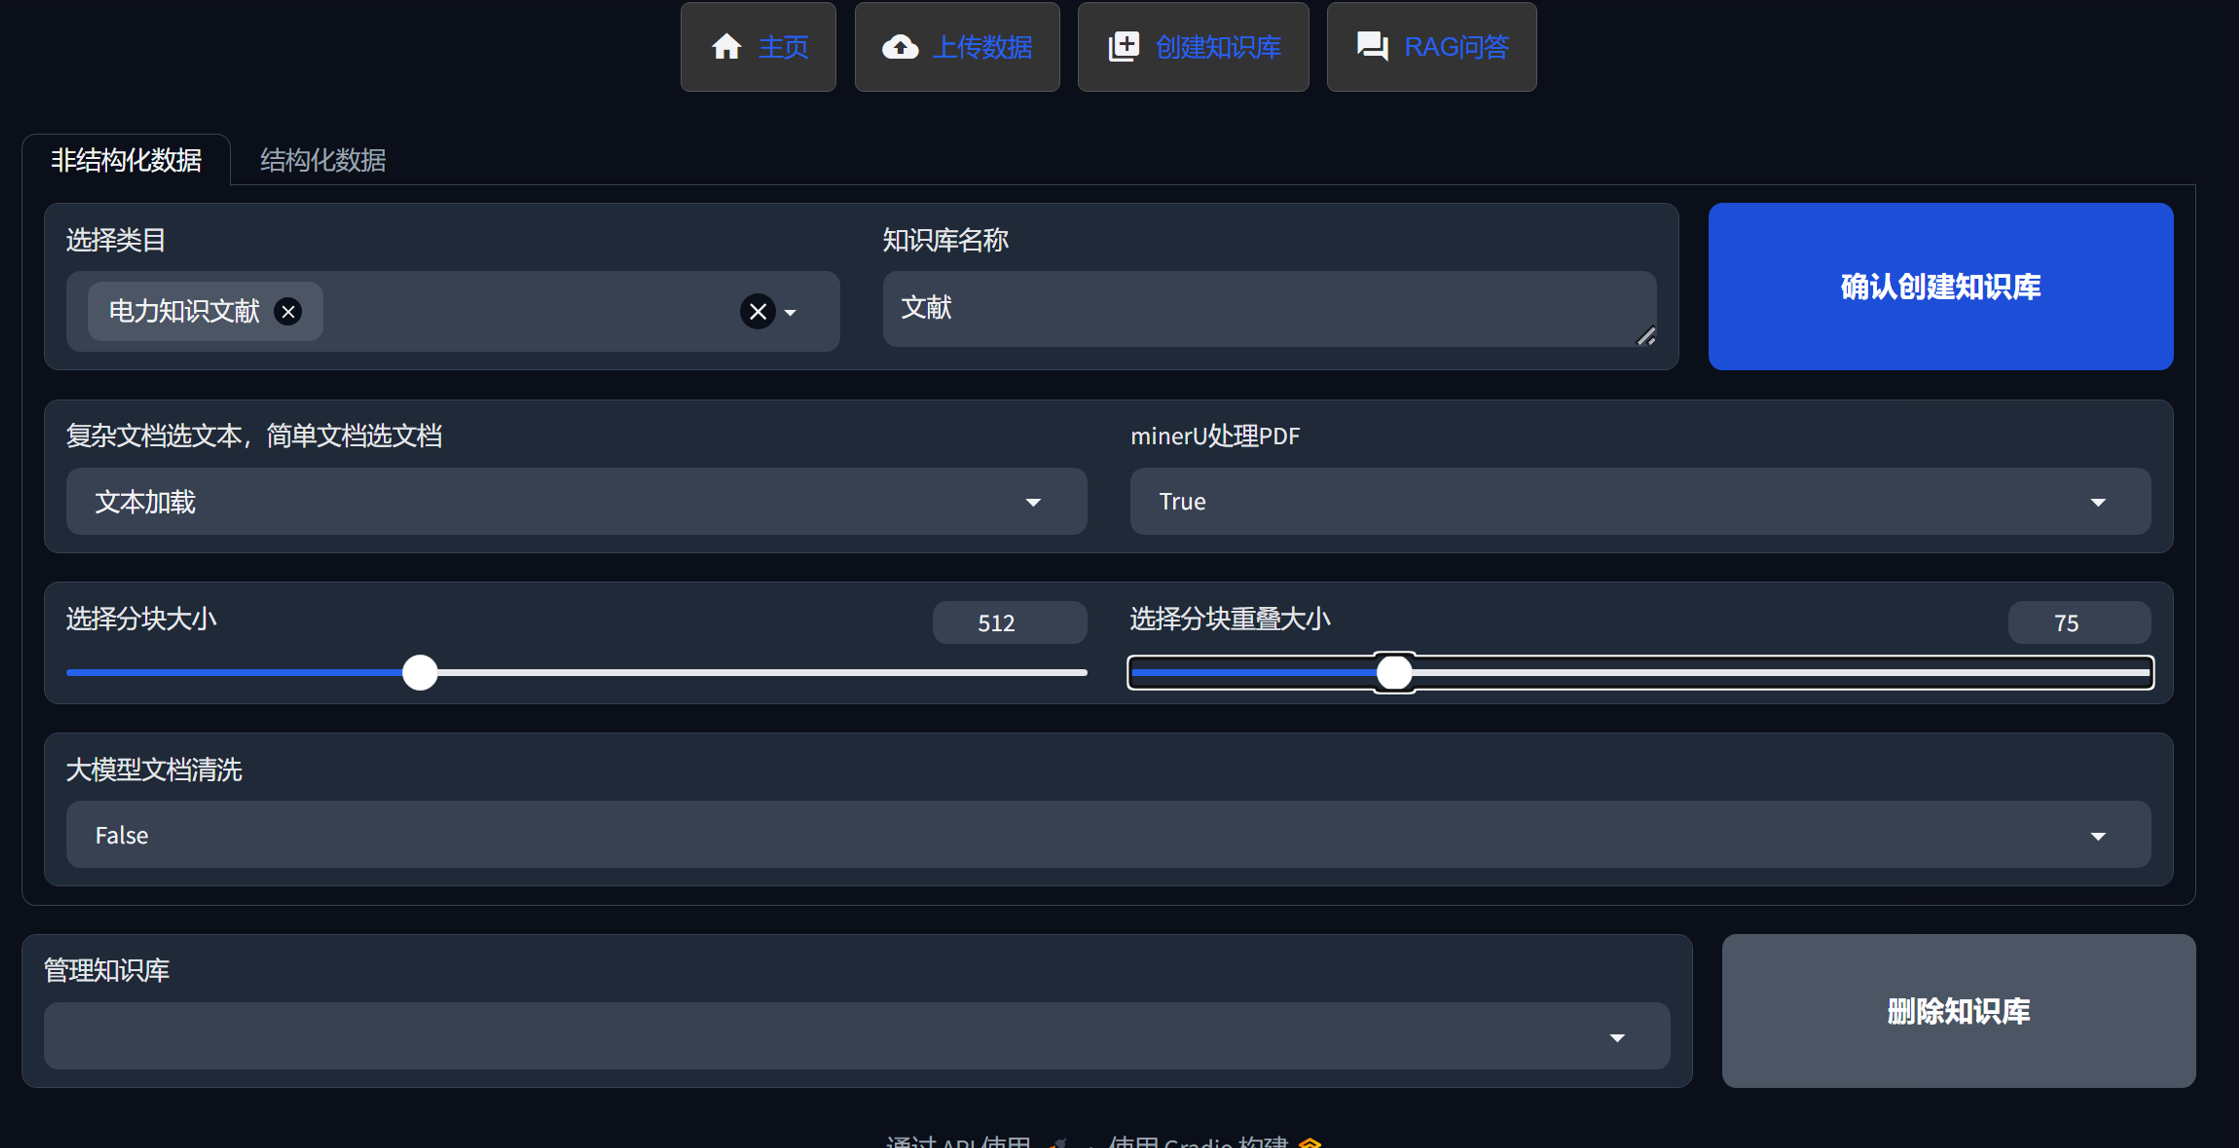 主页 上传数据 创建知识库 RAG问答
非结构化数据 结构化数据
选择类目 知识库名称
电力知识文献 文献 确认创建知识库
复杂文档选文本，简单文档选文档 minerU处理PDF
文本加载 True
选择分块大小 512 选择分块重叠大小 75
大模型文档清洗
False
管理知识库
删除知识库
通过 API 使用 · 使用 Gradio 构建